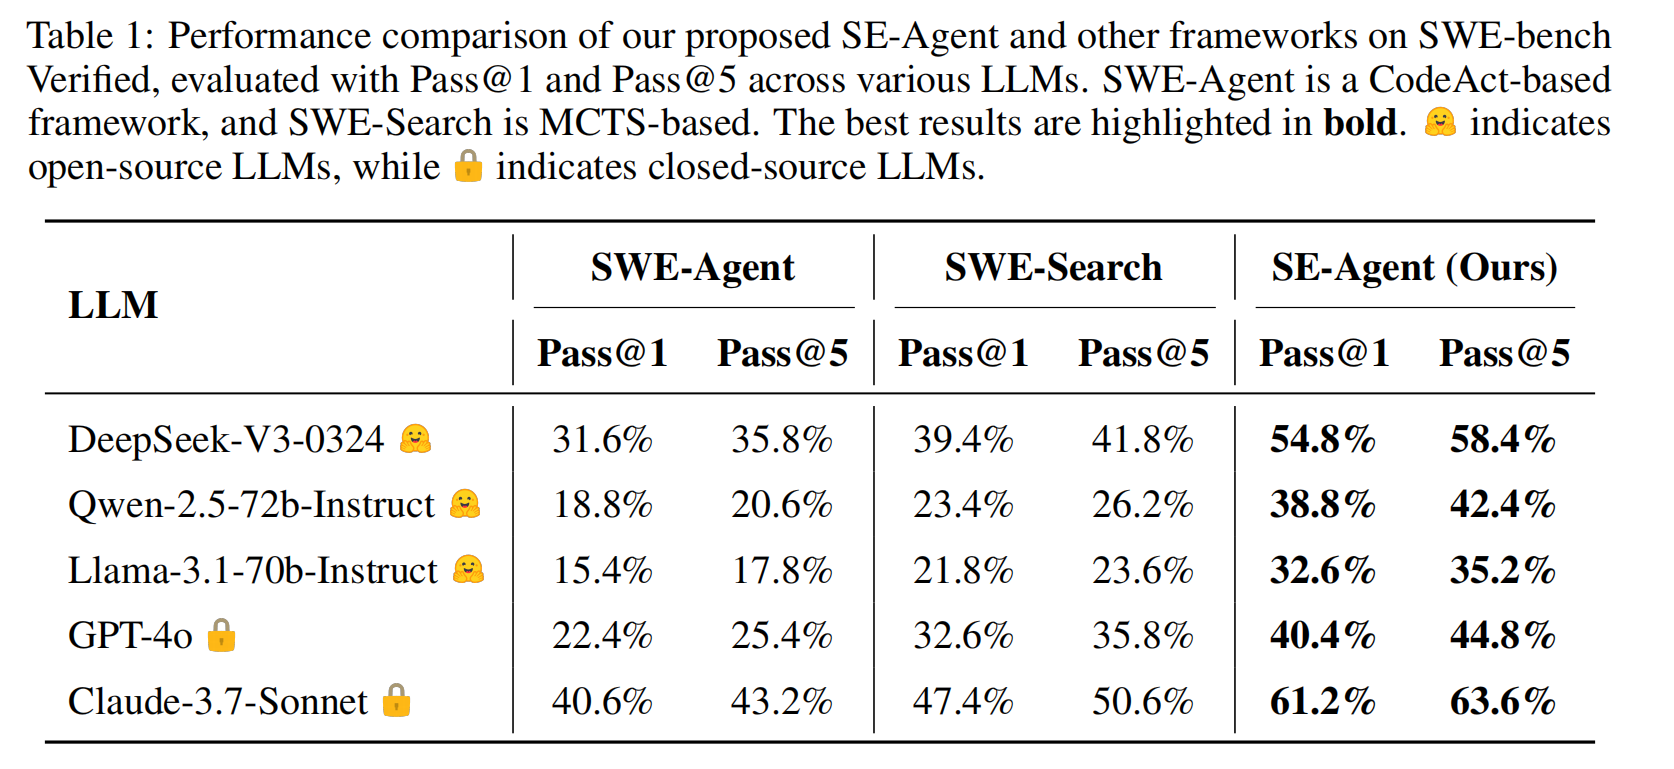 Table 1: Performance comparison of our proposed SE-Agent and other frameworks on SWE-bench
Verified, evaluated with Pass@1 and Pass@5 across various LLMs. SWE-Agent is a CodeAct-based
framework, and SWE-Search is MCTS-based. The best results are highlighted in bold. 🤗 indicates
open-source LLMs, while 🔒 indicates closed-source LLMs.
LLM SWE-Agent SWE-Search SE-Agent (Ours)
Pass@1 Pass@5 Pass@1 Pass@5 Pass@1 Pass@5
DeepSeek-V3-0324 🤗 31.6% 35.8% 39.4% 41.8% 54.8% 58.4%
Qwen-2.5-72b-Instruct 🤗 18.8% 20.6% 23.4% 26.2% 38.8% 42.4%
Llama-3.1-70b-Instruct 🤗 15.4% 17.8% 21.8% 23.6% 32.6% 35.2%
GPT-4o 🔒 22.4% 25.4% 32.6% 35.8% 40.4% 44.8%
Claude-3.7-Sonnet 🔒 40.6% 43.2% 47.4% 50.6% 61.2% 63.6%